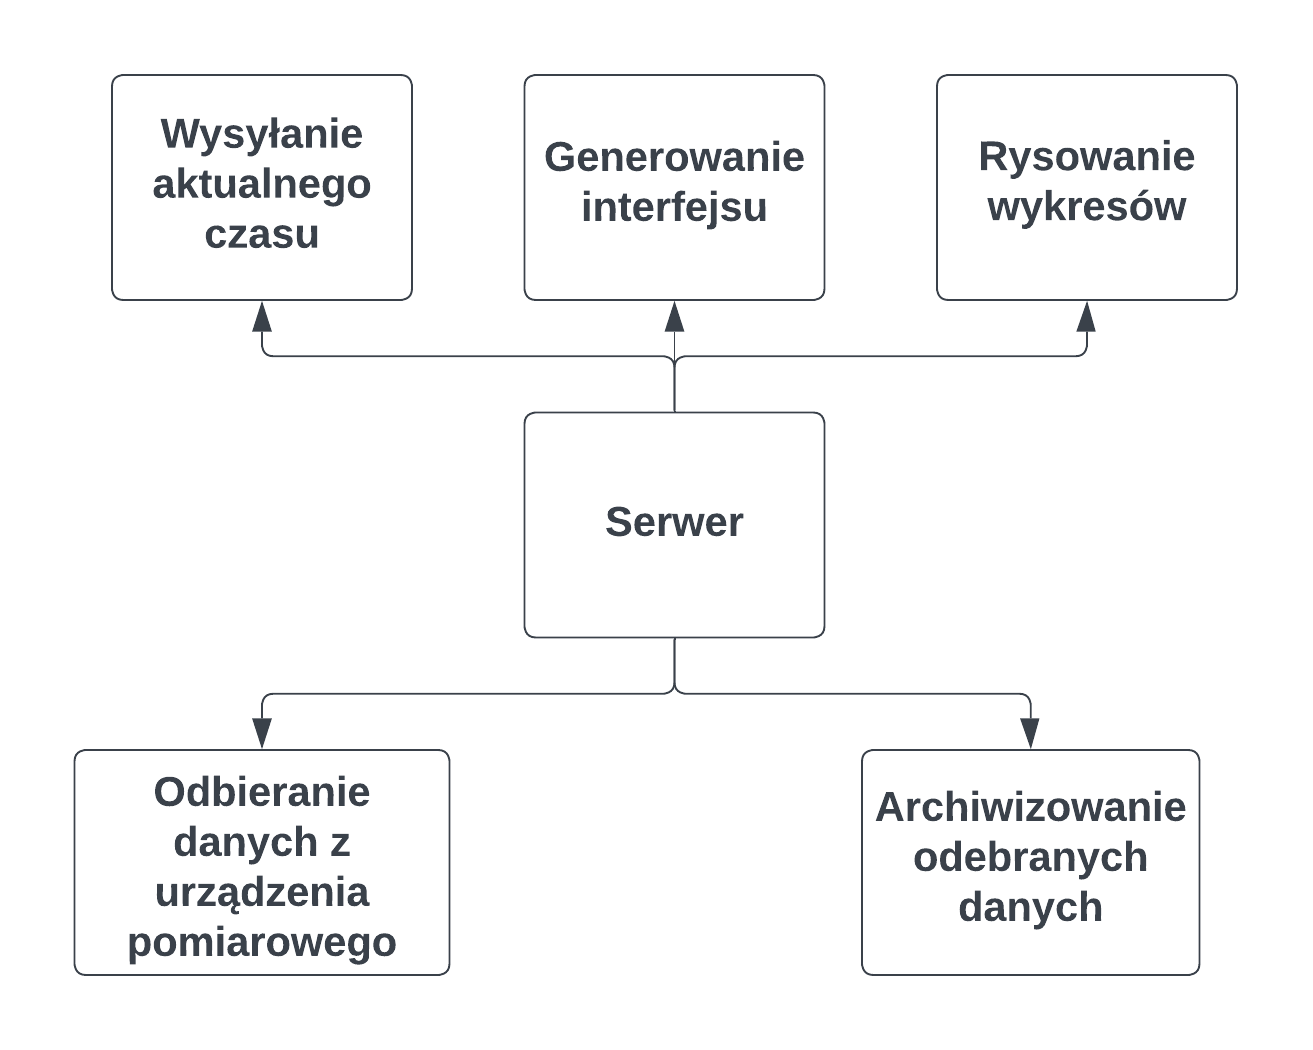 Wysyłanie
aktualnego
czasu
Generowanie
interfejsu
Rysowanie
wykresów
Serwer
Odbieranie
danych z
urządzenia
pomiarowego
Archiwizowanie
odebranych
danych